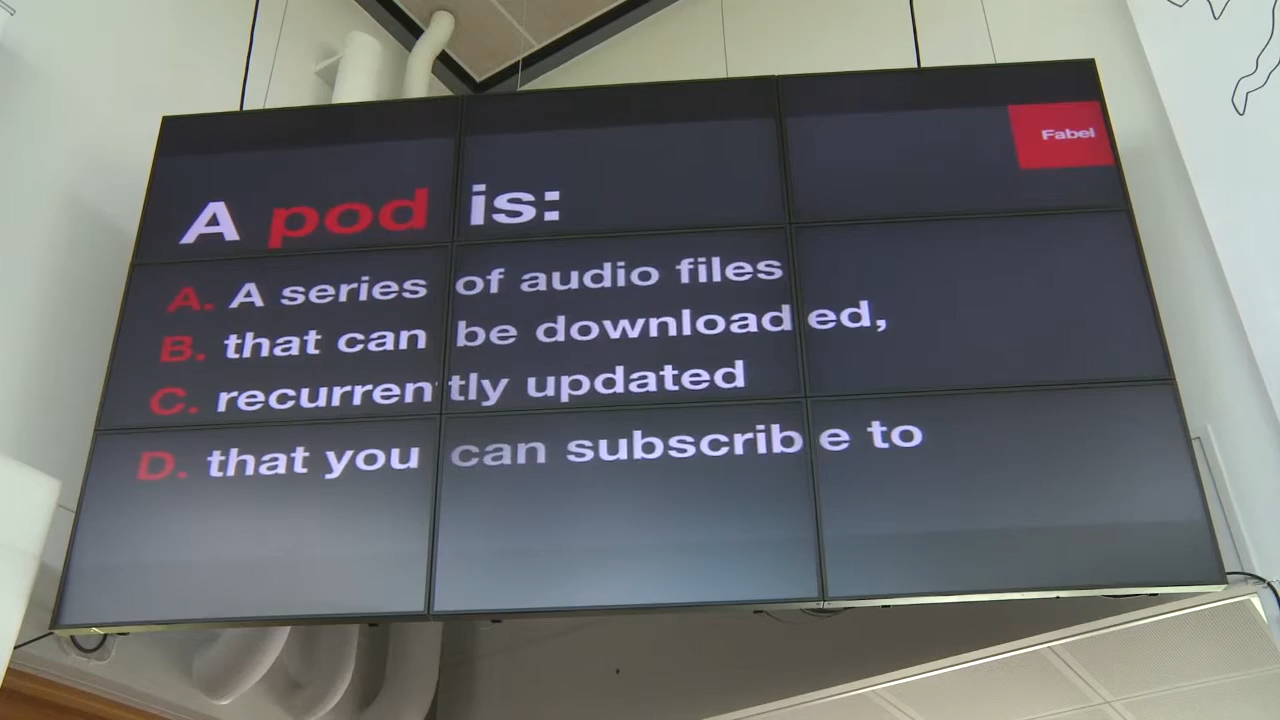 Fabel
A pod is:
A. A series of audio files
B. that can be downloaded,
C. recurrently updated
D. that you can subscribe to